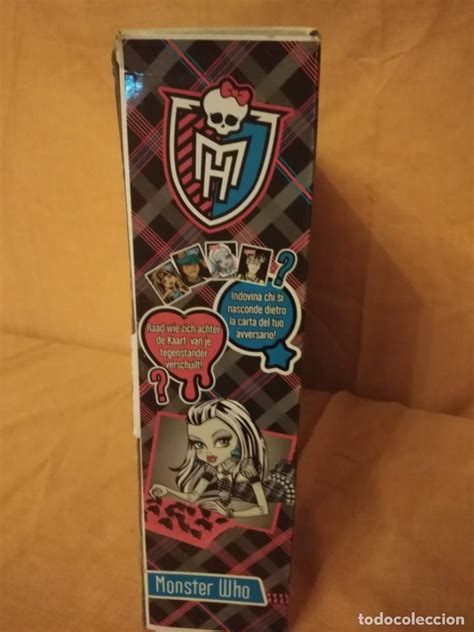 MH
?
Indovina chi si
nasconde dietro
la carta del tuo
avversario!
Raad wie zich achter
de Kaart van je
tegenstander
verschuilt!
?
Monster Who
todocoleccion